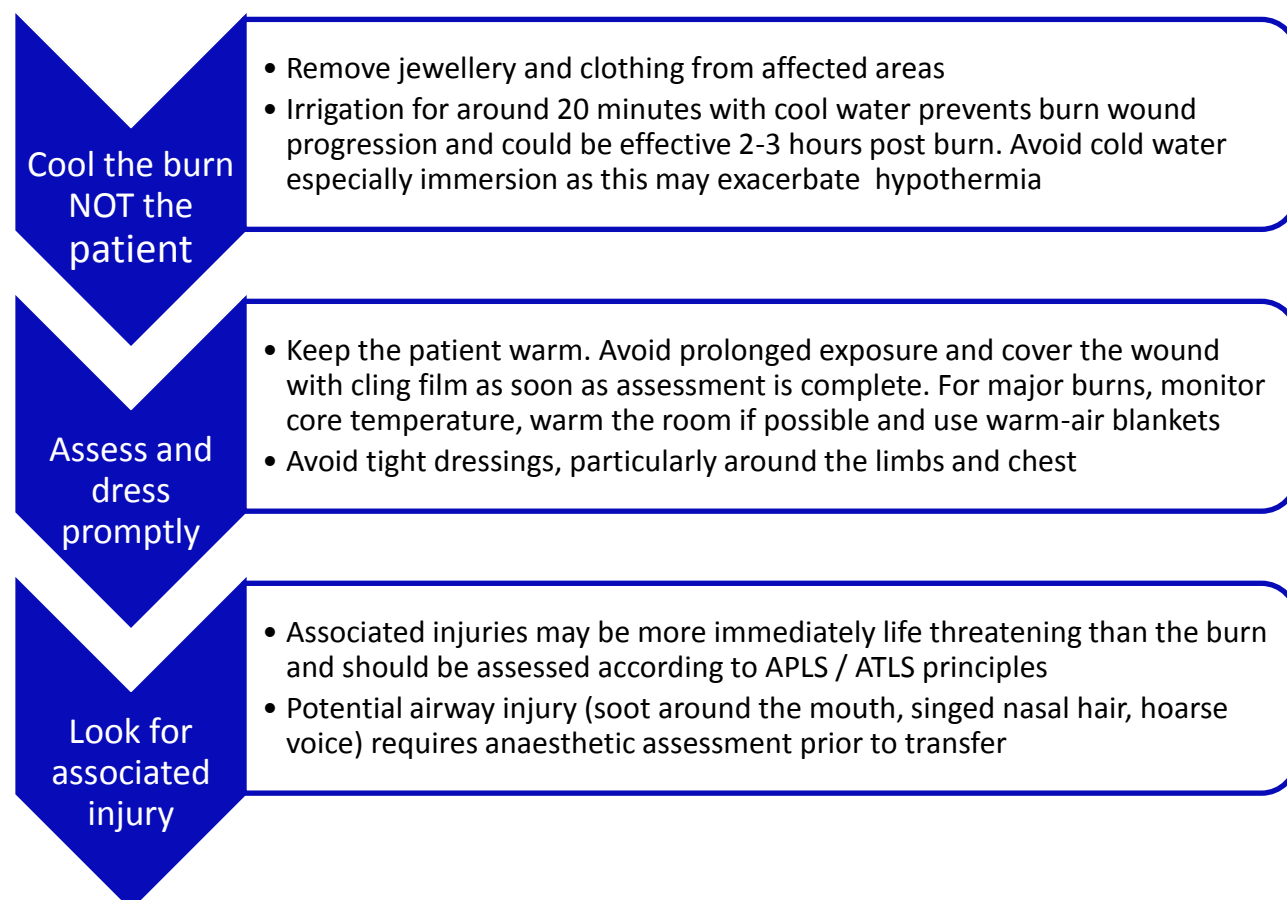 Cool the burn
NOT the
patient
• Remove jewellery and clothing from affected areas
• Irrigation for around 20 minutes with cool water prevents burn wound
progression and could be effective 2-3 hours post burn. Avoid cold water
especially immersion as this may exacerbate  hypothermia
Assess and
dress
promptly
• Keep the patient warm. Avoid prolonged exposure and cover the wound
with cling film as soon as assessment is complete. For major burns, monitor
core temperature, warm the room if possible and use warm-air blankets
• Avoid tight dressings, particularly around the limbs and chest
Look for
associated
injury
• Associated injuries may be more immediately life threatening than the burn
and should be assessed according to APLS / ATLS principles
• Potential airway injury (soot around the mouth, singed nasal hair, hoarse
voice) requires anaesthetic assessment prior to transfer